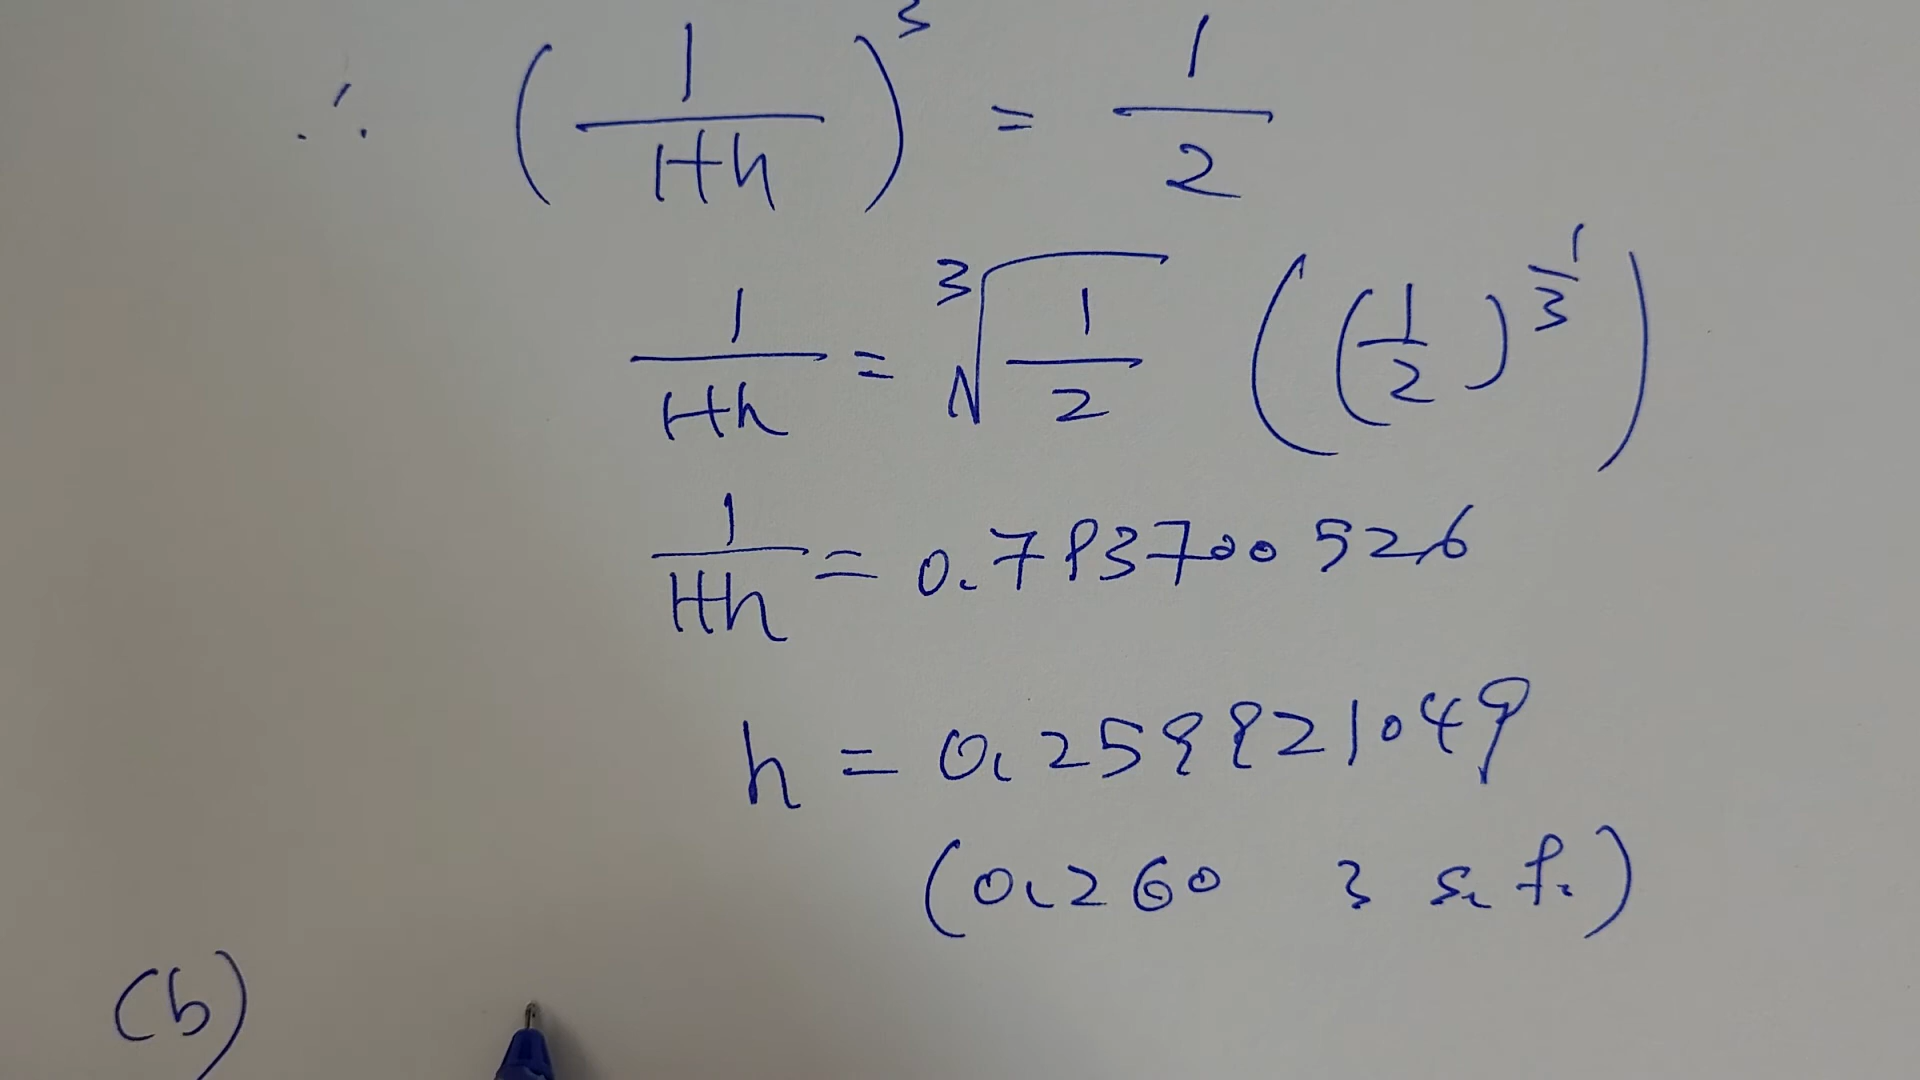 ∴ (1/(1+h))³ = 1/2
1/(1+h) = ∛(1/2) ((1/2)^(1/3))
1/(1+h) = 0.793700526
h = 0.259921049
(0.260 3 s.f.)
(b)